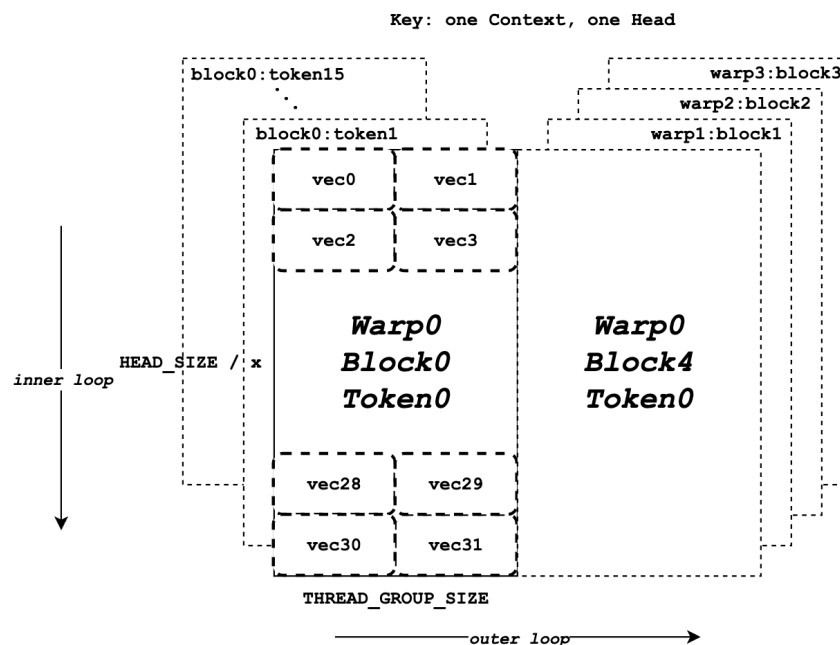 Key: one Context, one Head
block0:token15
warp3:block3
warp2:block2
block0:token1
warp1:block1
vec0
vec1
vec2
vec3
Warp0
Block0
Token0
Warp0
Block4
Token0
HEAD_SIZE / x
inner loop
vec28
vec29
vec30
vec31
THREAD_GROUP_SIZE
outer loop